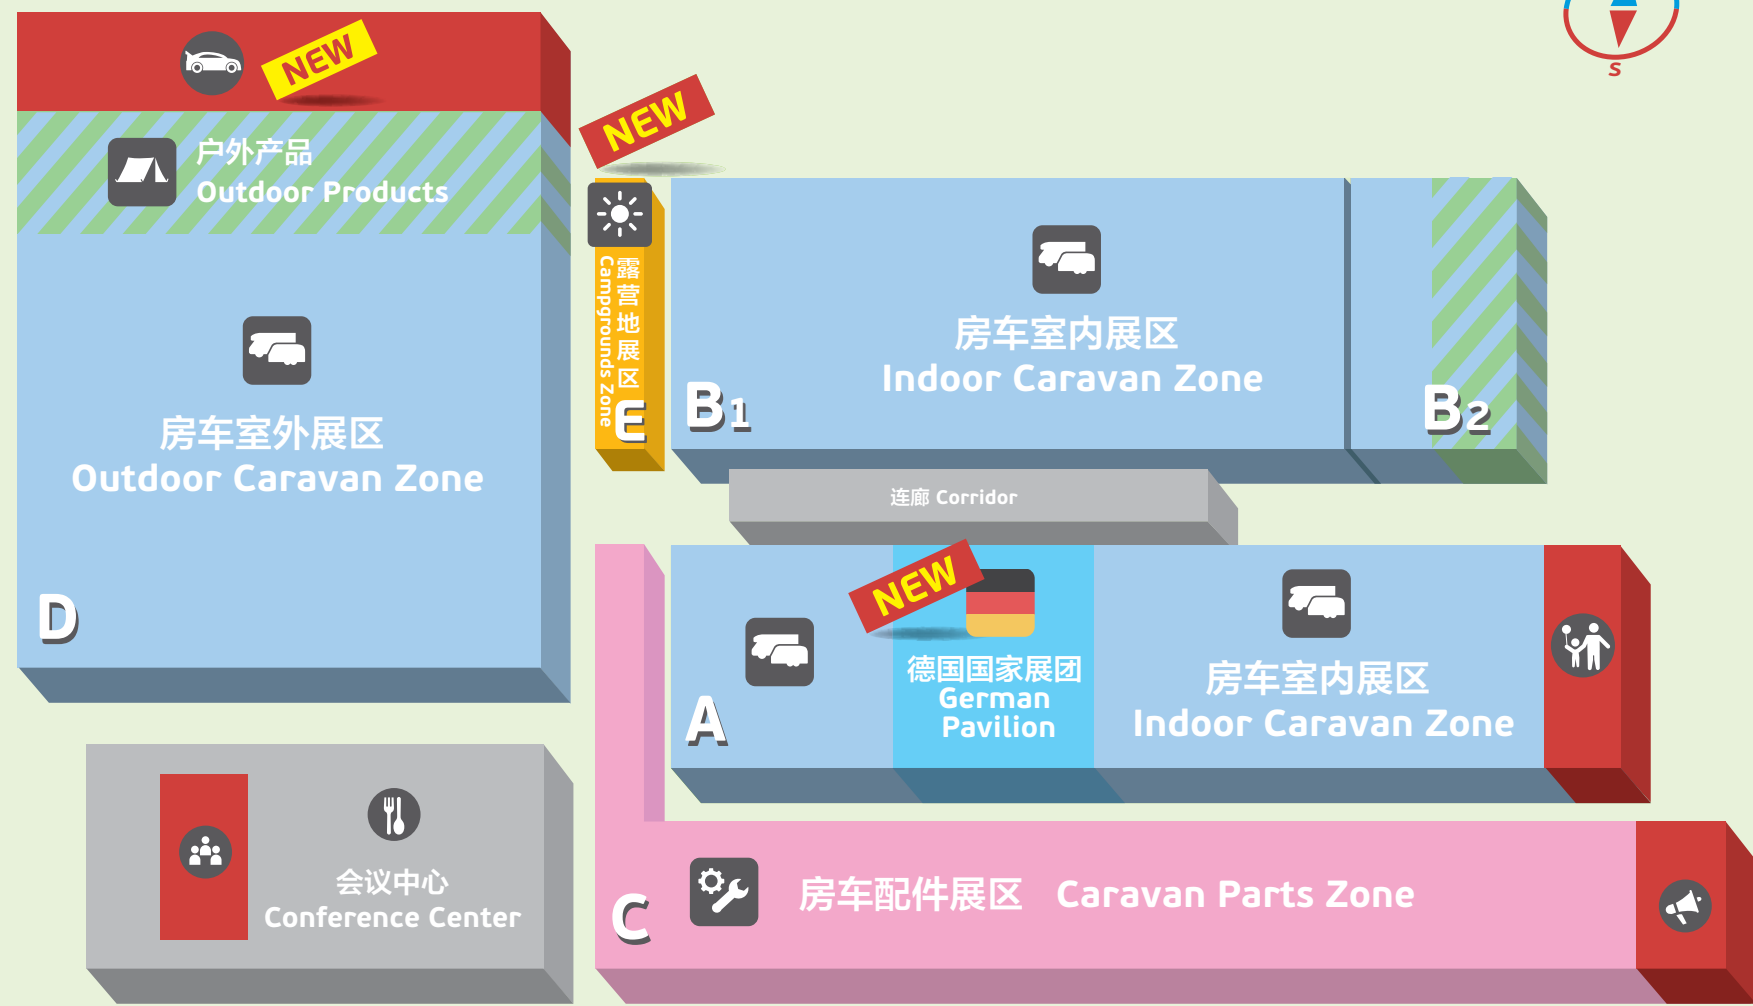 NEW
S
户外产品
Outdoor Products
NEW
露营地展区
Campgrounds Zone
E
房车室外展区
Outdoor Caravan Zone
D
房车室内展区
Indoor Caravan Zone
B1
B2
连廊 Corridor
NEW
德国国家展团
German
Pavilion
A
房车室内展区
Indoor Caravan Zone
会议中心
Conference Center
C
房车配件展区 Caravan Parts Zone